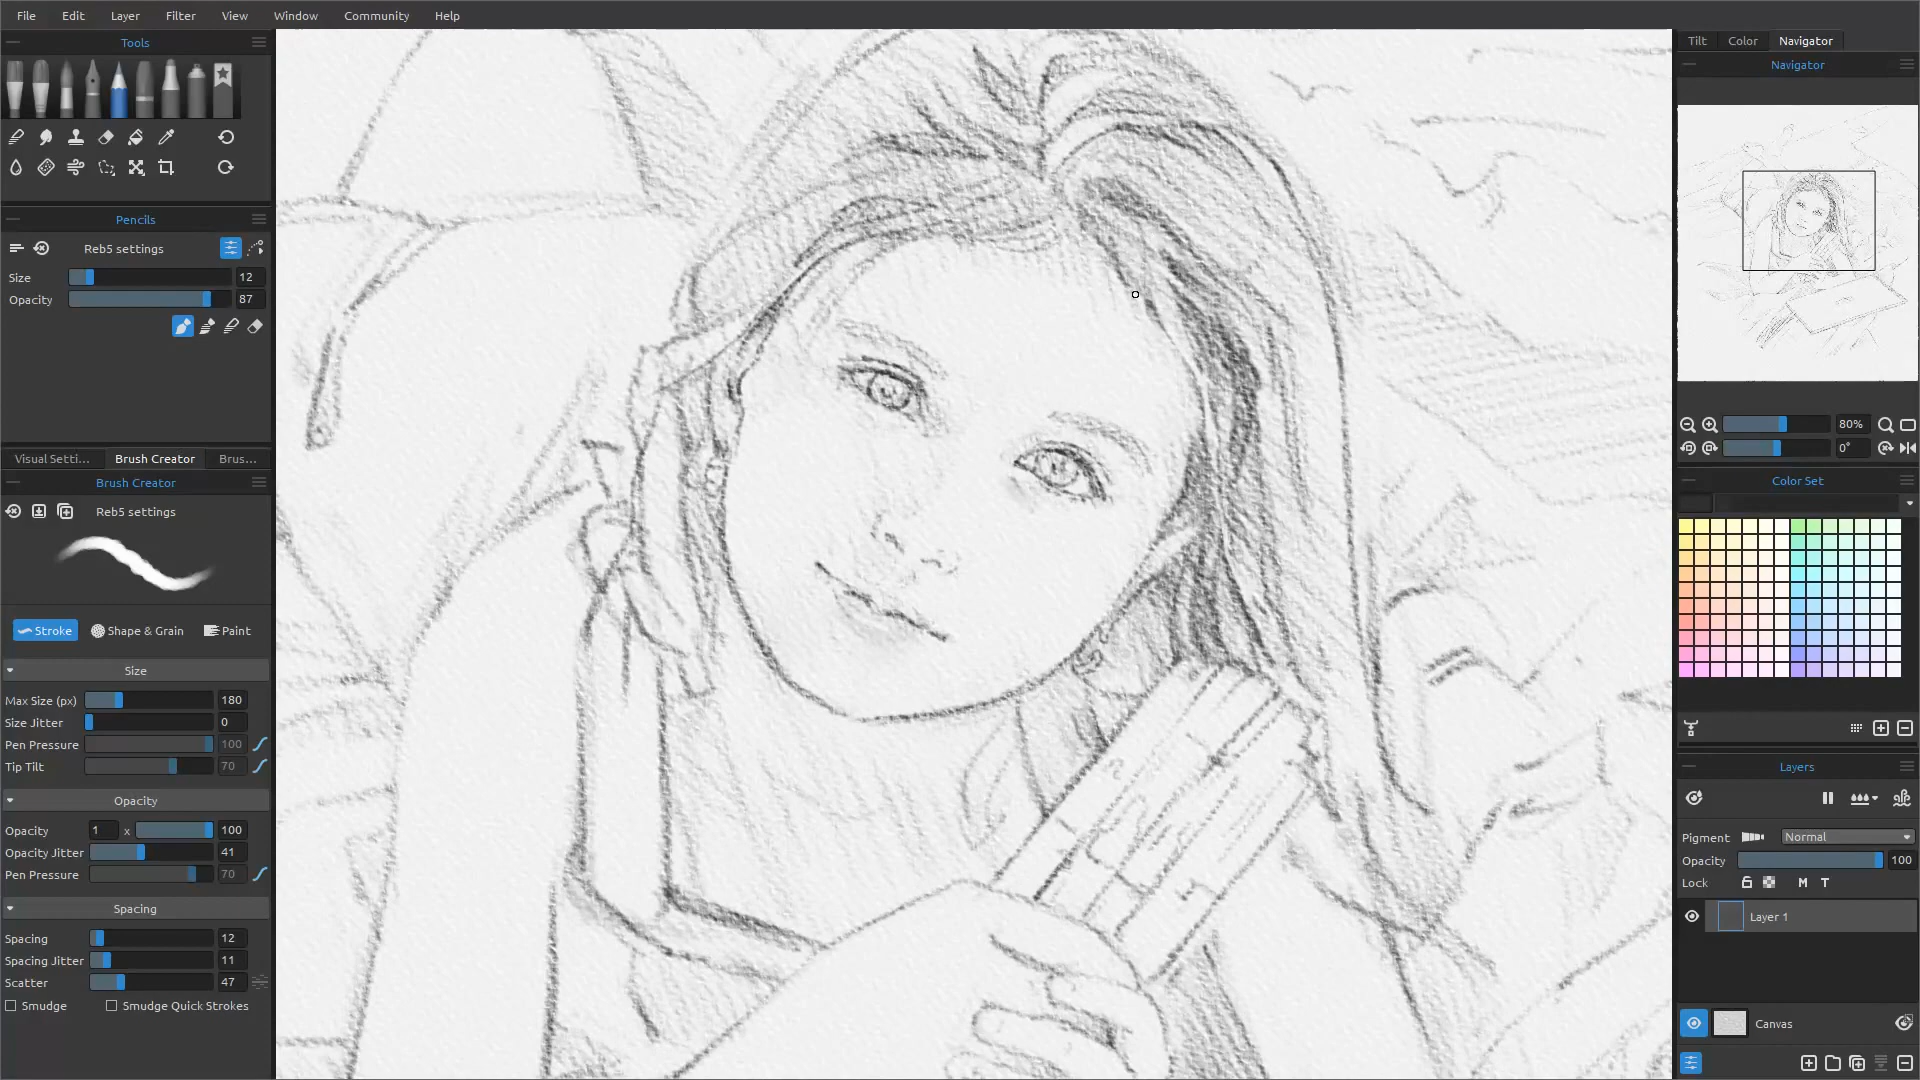 File Edit Layer Filter View Window Community Help
Tools
Pencils
Reb5 settings
Size 12
Opacity 87
Visual Setti... Brush Creator Brus...
Brush Creator
Reb5 settings
Stroke Shape & Grain Paint
Size
Max Size (px) 180
Size Jitter 0
Pen Pressure 100
Tip Tilt 70
Opacity
Opacity 1 x 100
Opacity Jitter 41
Pen Pressure 70
Spacing
Spacing 12
Spacing Jitter 11
Scatter 47
Smudge Smudge Quick Strokes
Tilt Color Navigator
Navigator
80%
0°
Color Set
Layers
Pigment Normal
Opacity 100
Lock M T
Layer 1
Canvas